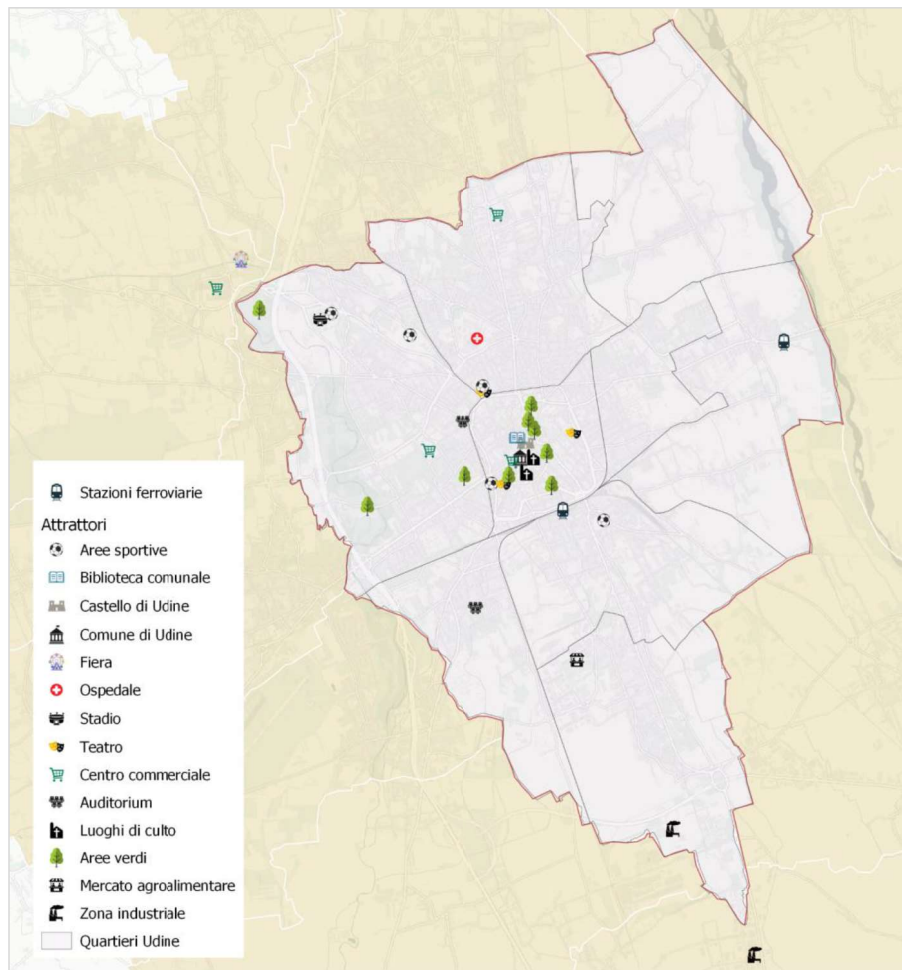 Stazioni ferroviarie
Attrattori
Aree sportive
Biblioteca comunale
Castello di Udine
Comune di Udine
Fiera
Ospedale
Stadio
Teatro
Centro commerciale
Auditorium
Luoghi di culto
Aree verdi
Mercato agroalimentare
Zona industriale
Quartieri Udine